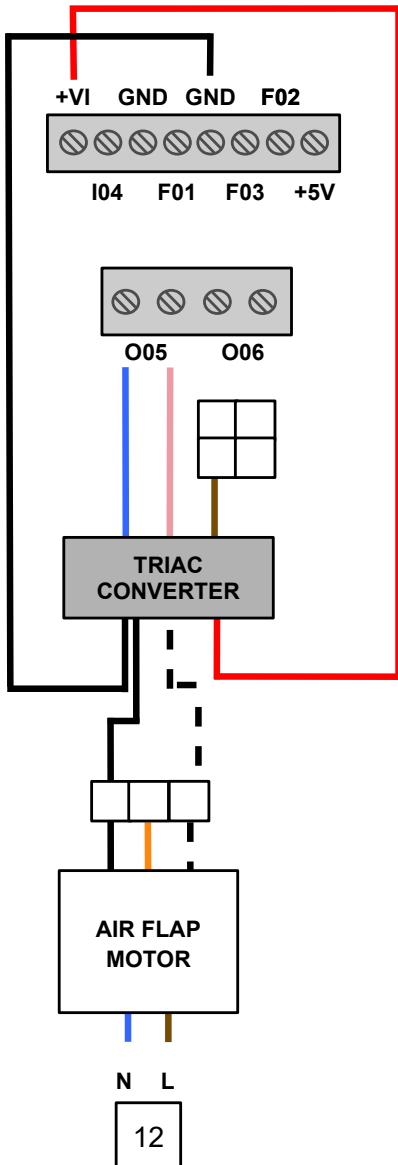 +VI GND GND F02
I04 F01 F03 +5V
O05 O06
TRIAC
CONVERTER
AIR FLAP
MOTOR
N L
12